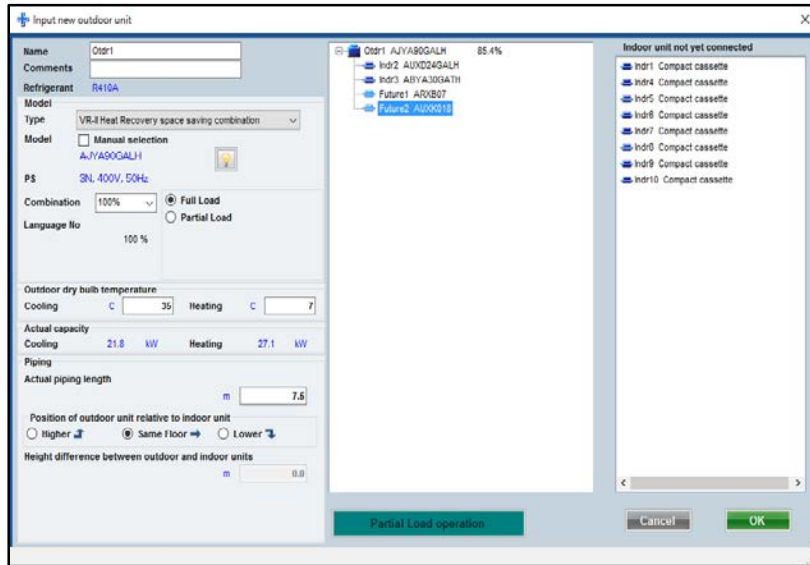 Input new outdoor unit
Name Otdr1
Comments
Refrigerant R410A
Model
Type VR-II Heat Recovery space saving combination
Model Manual selection
AJYA90GALH
PS 3N, 400V, 50Hz
Combination 100% Full Load
Partial Load
Language No
100 %
Outdoor dry bulb temperature
Cooling C 35 Heating C 7
Actual capacity
Cooling 21.8 kW Heating 27.1 kW
Piping
Actual piping length
m 7.5
Position of outdoor unit relative to indoor unit
Higher Same Floor Lower
Height difference between outdoor and indoor units
m 0.0
Otdr1 AJYA90GALH 85.4%
Indr2 AUXD24GALH
Indr3 ABYA30GATH
Future1 ARXB07
Future2 AUXK018
Partial Load operation
Indoor unit not yet connected
Indr1 Compact cassette
Indr4 Compact cassette
Indr5 Compact cassette
Indr6 Compact cassette
Indr7 Compact cassette
Indr8 Compact cassette
Indr9 Compact cassette
Indr10 Compact cassette
Cancel OK